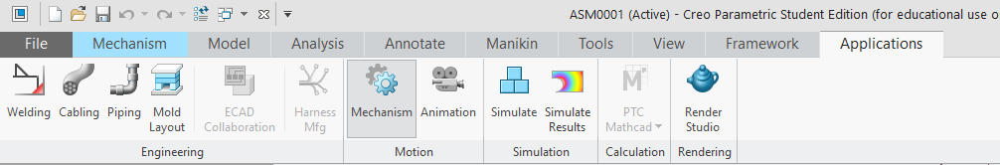 ASM0001 (Active) - Creo Parametric Student Edition (for educational use o
File Mechanism Model Analysis Annotate Manikin Tools View Framework Applications
Welding Cabling Piping Mold Layout ECAD Collaboration Harness Mfg Mechanism Animation Simulate Simulate Results PTC Mathcad Render Studio
Engineering Motion Simulation Calculation Rendering